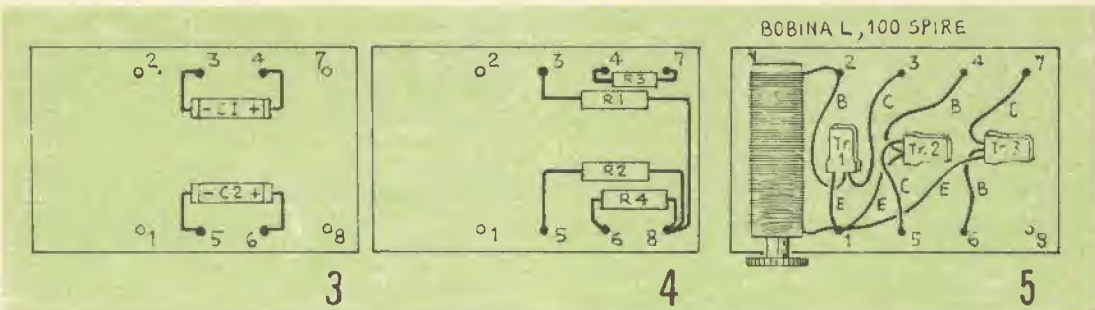 BOBINA L, 100 SPIRE
2 3 4 7
- C1 +
- C2 +
1 5 6 8
3
2 3 4 7
R3
R1
R2
R4
1 5 6 8
4
2 3 4 7
B C B C
Tr. 1 Tr. 2 Tr. 3
E E C E B
1 5 6 8
5